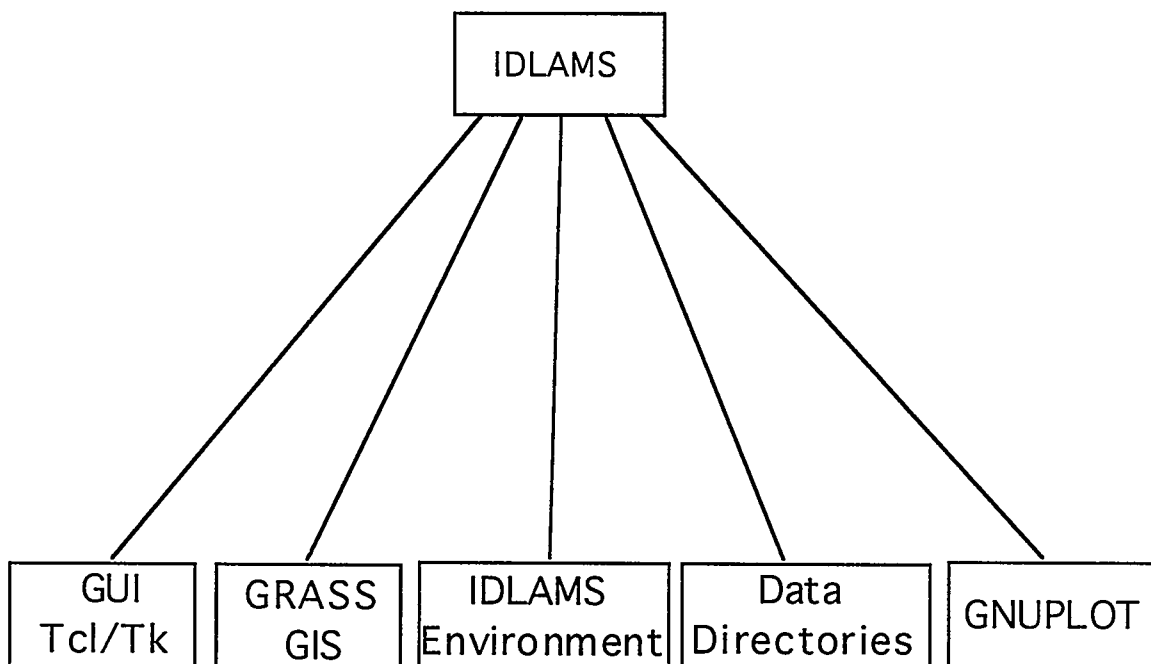 IDLAMS
GUI
Tcl/Tk
GRASS
GIS
IDLAMS
Environment
Data
Directories
GNUPLOT